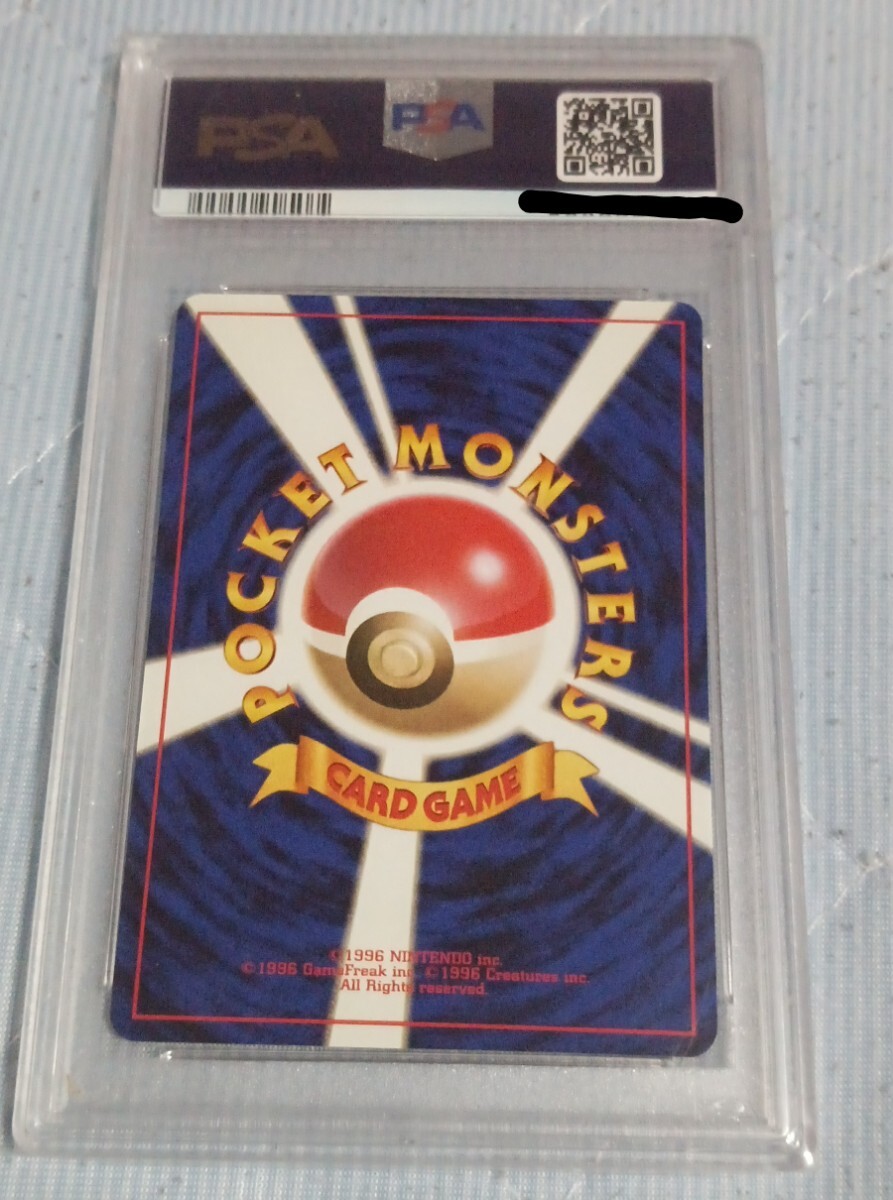 PSA
PSA
POCKET MONSTERS
CARD GAME
©1996 NINTENDO inc.
©1996 GameFreak inc. ©1996 Creatures inc.
All Rights reserved.